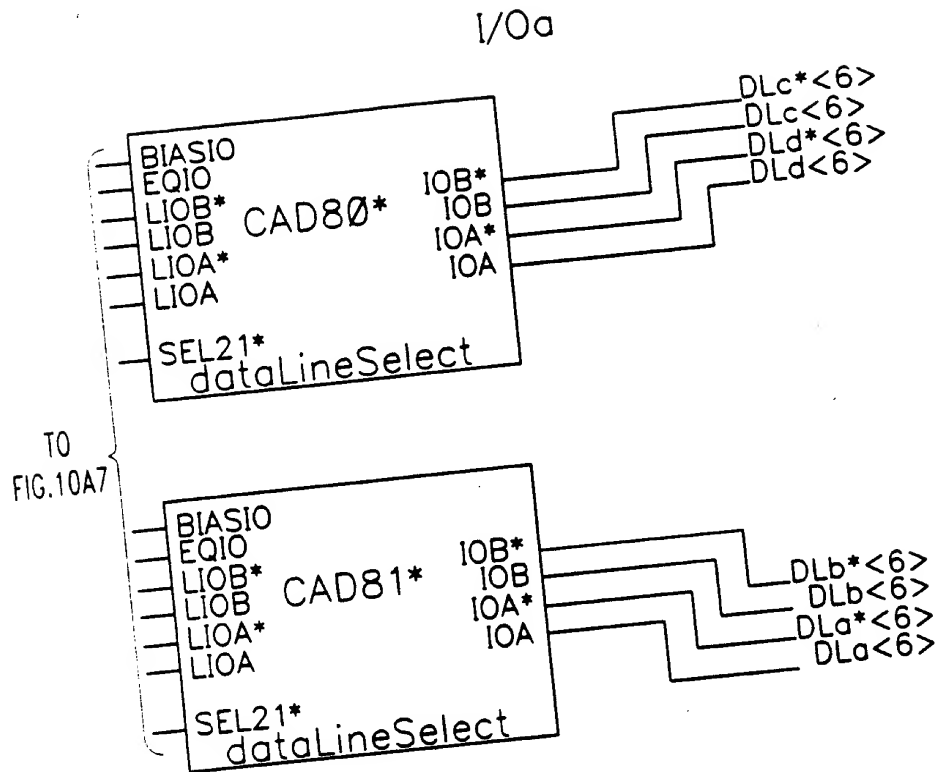 I/Oa
DLc*<6>
DLc<6>
DLd*<6>
DLd<6>
BIASIO
EQIO
LIOB*
LIOB
LIOA*
LIOA
SEL21*
CAD80*
IOB*
IOB
IOA*
IOA
dataLineSelect
TO
FIG.10A7
BIASIO
EQIO
LIOB*
LIOB
LIOA*
LIOA
SEL21*
CAD81*
IOB*
IOB
IOA*
IOA
dataLineSelect
DLb*<6>
DLb<6>
DLa*<6>
DLa<6>